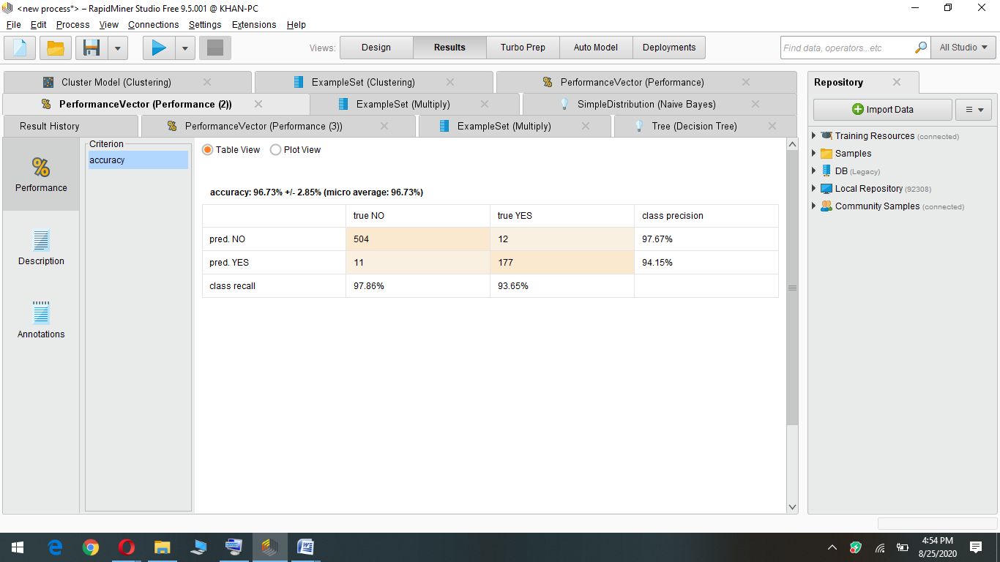 <new process*> – RapidMiner Studio Free 9.5.001 @ KHAN-PC
File Edit Process View Connections Settings Extensions Help
Views: Design Results Turbo Prep Auto Model Deployments Find data, operators...etc All Studio
Cluster Model (Clustering) ExampleSet (Clustering) PerformanceVector (Performance)
PerformanceVector (Performance (2)) ExampleSet (Multiply) SimpleDistribution (Naive Bayes)
Result History PerformanceVector (Performance (3)) ExampleSet (Multiply) Tree (Decision Tree)
Performance
Description
Annotations
Criterion
accuracy
Table View Plot View
accuracy: 96.73% +/- 2.85% (micro average: 96.73%)
true NO true YES class precision
pred. NO 504 12 97.67%
pred. YES 11 177 94.15%
class recall 97.86% 93.65%
Repository
Import Data
Training Resources (connected)
Samples
DB (Legacy)
Local Repository (92308)
Community Samples (connected)
4:54 PM
8/25/2020